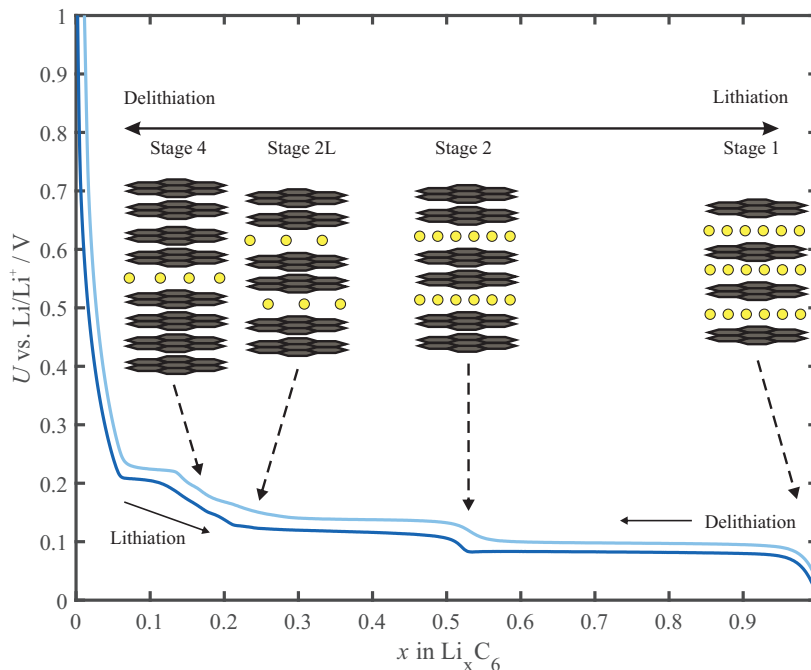 1
0.9
0.8
0.7
0.6
0.5
0.4
0.3
0.2
0.1
0
U vs. Li/Li⁺ / V
Delithiation
Lithiation
Stage 4
Stage 2L
Stage 2
Stage 1
Lithiation
Delithiation
0 0.1 0.2 0.3 0.4 0.5 0.6 0.7 0.8 0.9
x in LiₓC₆